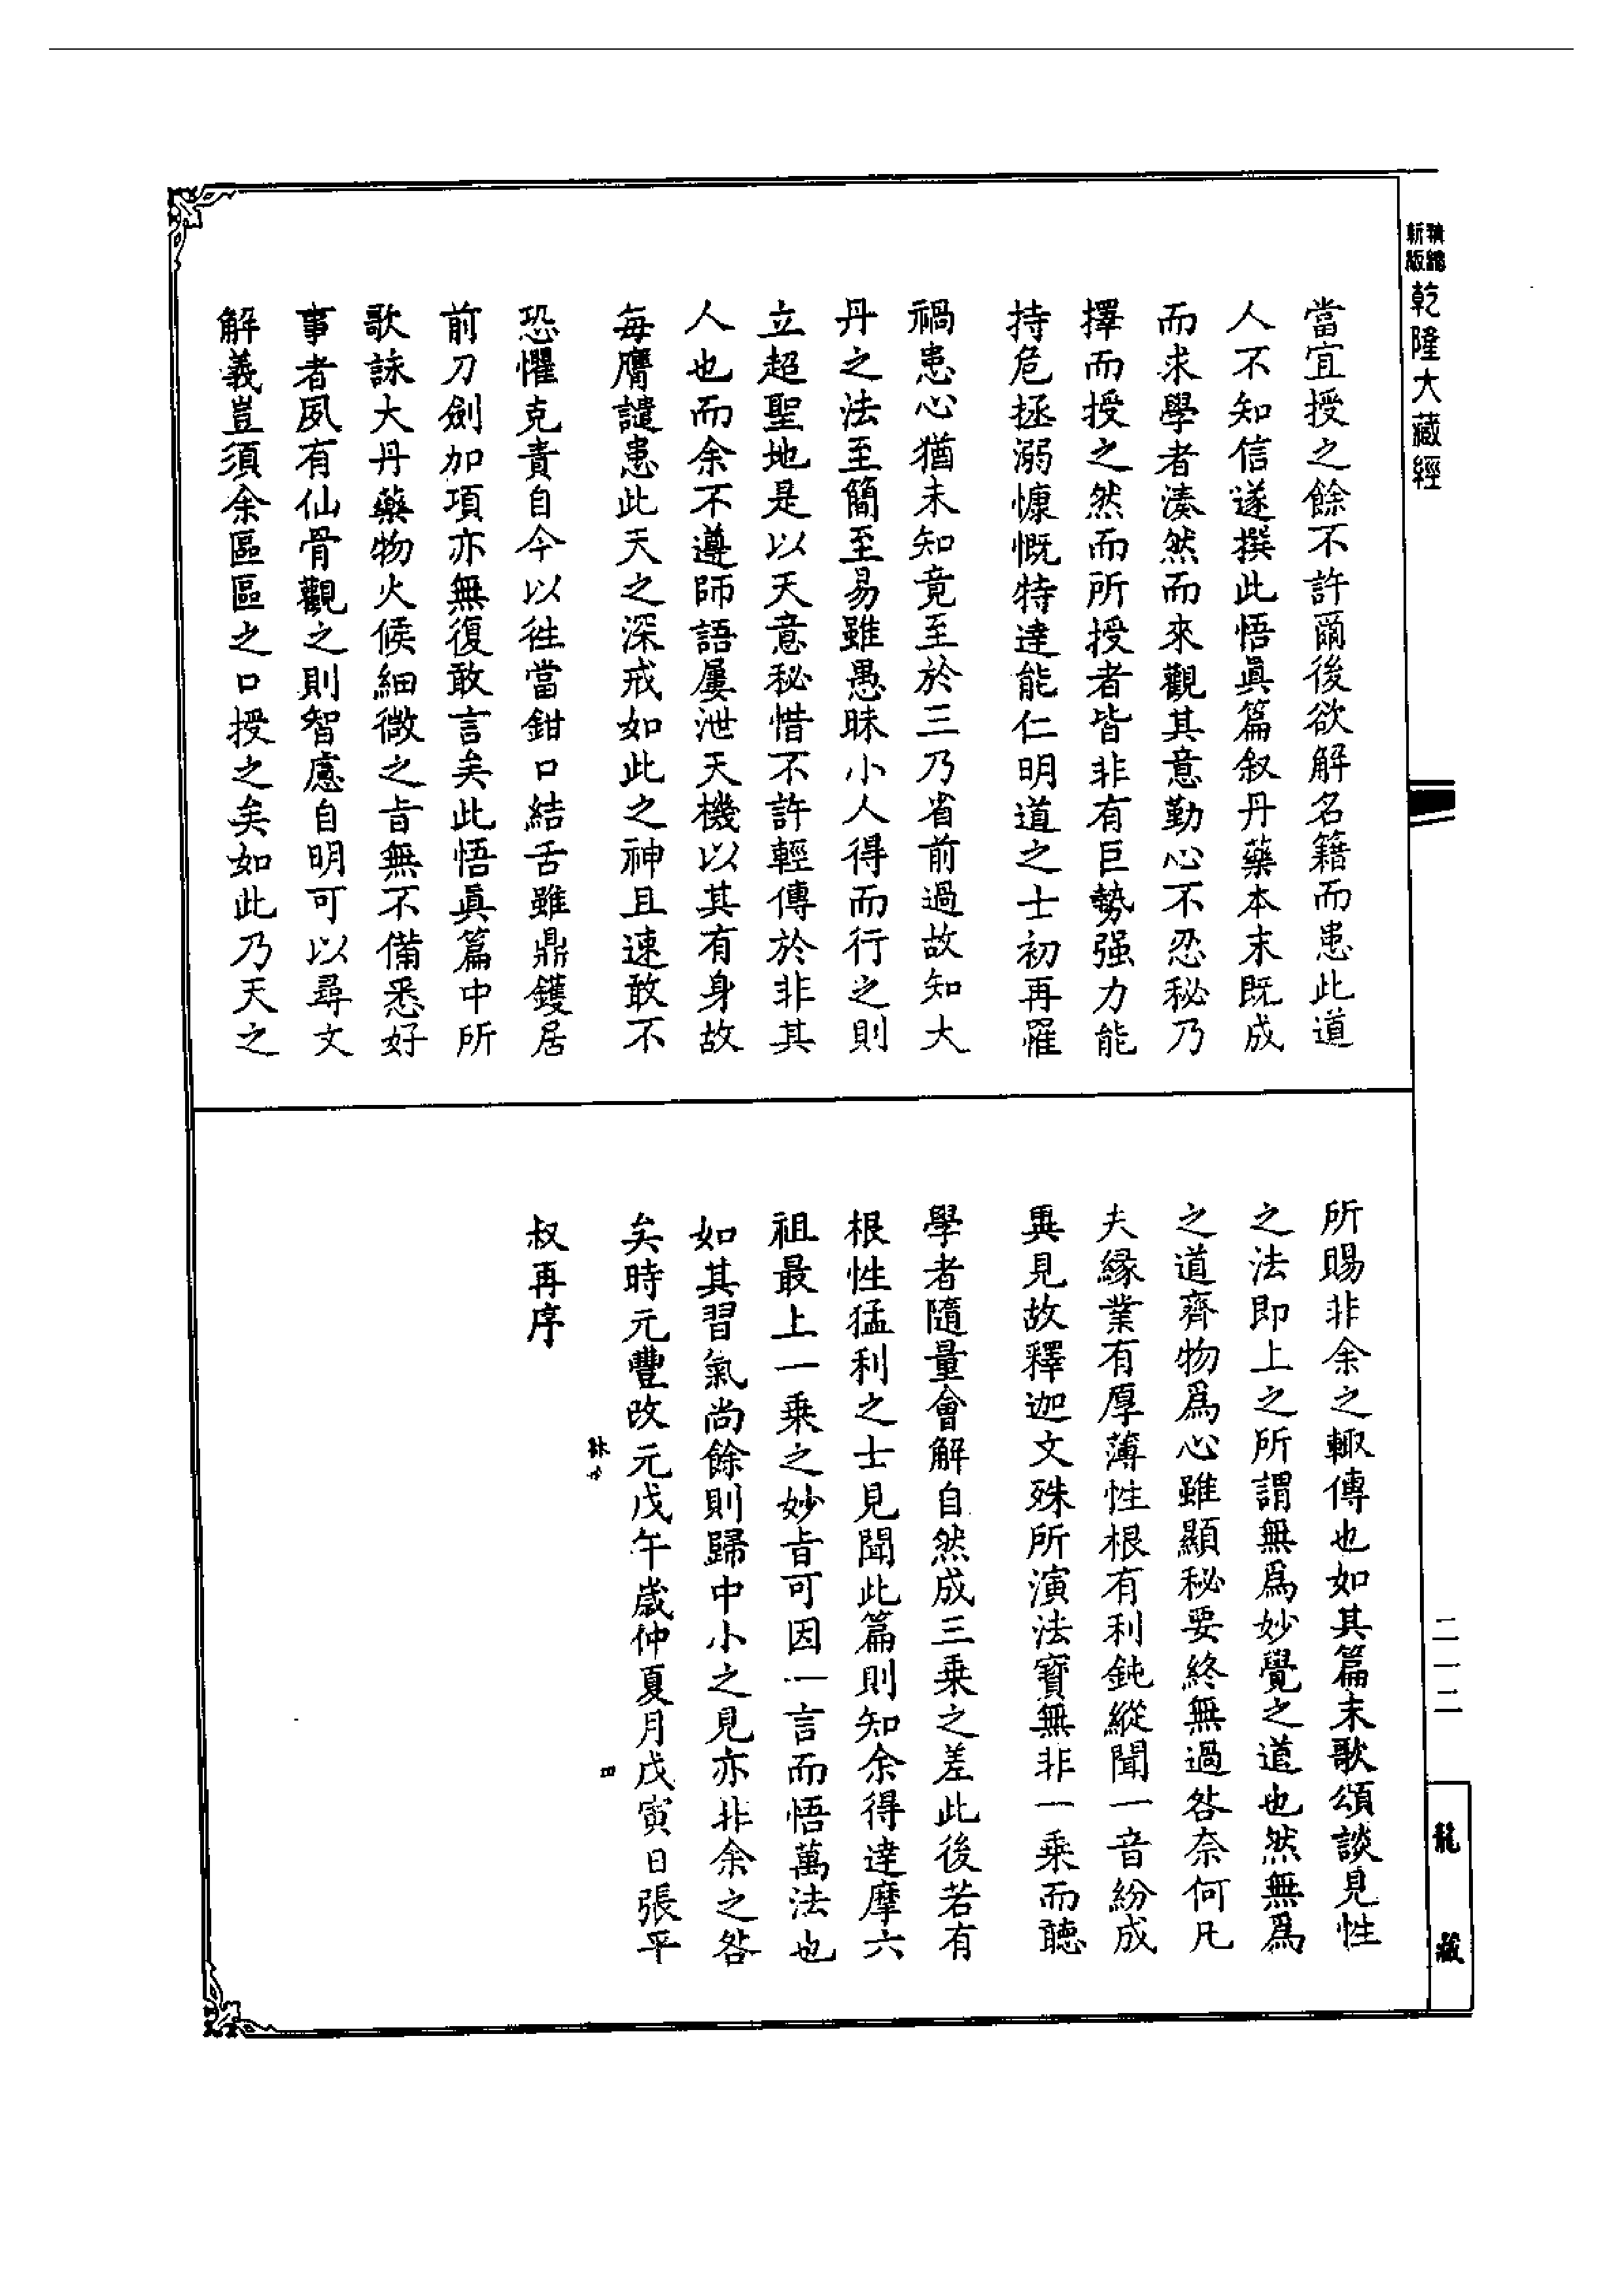 精縮
新版
乾隆大藏經
當宜授之餘不許爾後欲解名籍而患此道
人不知信遂撰此悟眞篇叙丹藥本末既成
而求學者湊然而來觀其意勤心不忍秘乃
擇而授之然而所授者皆非有巨勢强力能
持危拯溺慷慨特達能仁明道之士初再罹
禍患心猶未知竟至於三乃省前過故知大
丹之法至簡至易雖愚昧小人得而行之則
立超聖地是以天意秘惜不許輕傳於非其
人也而余不遵師語屢泄天機以其有身故
每膺譴患此天之深戒如此之神且速敢不
恐懼克責自今以徃當鉗口結舌雖鼎鑊居
前刀劍加項亦無復敢言矣此悟眞篇中所
歌詠大丹藥物火候細微之旨無不備悉好
事者夙有仙骨觀之則智慮自明可以尋文
解義豈須余區區之口授之矣如此乃天之
所賜非余之輙傳也如其篇末歌頌談見性
之法即上之所謂無爲妙覺之道也然無爲
之道齊物爲心雖顯秘要終無過咎奈何凡
夫緣業有厚薄性根有利鈍縱聞一音紛成
異見故釋迦文殊所演法寶無非一乘而聽
學者隨量會解自然成三乘之差此後若有
根性猛利之士見聞此篇則知余得達摩六
祖最上一乘之妙旨可因一言而悟萬法也
如其習氣尚餘則歸中小之見亦非余之咎
矣時元豐改元戊午歲仲夏月戊寅日張平
叔再序
四
二一二
龍藏